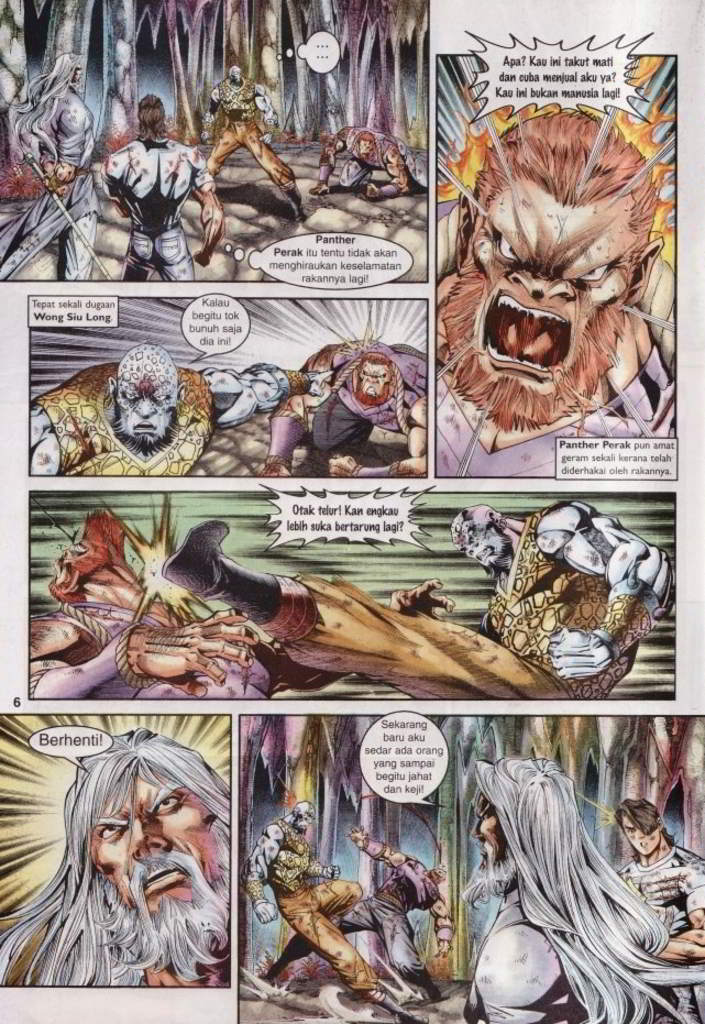 ...
Panther
Perak itu tentu tidak akan
menghiraukan keselamatan
rakannya lagi!
Apa? Kau ini takut mati
dan cuba menjual aku ya?
Kau ini bukan manusia lagi!
Panther Perak pun amat
geram sekali kerana telah
diderhakai oleh rakannya.
Tepat sekali dugaan
Wong Siu Long.
Kalau
begitu tok
bunuh saja
dia ini!
Otak telur! Kan engkau
lebih suka bertarung lagi?
6
Berhenti!
Sekarang
baru aku
sedar ada orang
yang sampai
begitu jahat
dan keji!